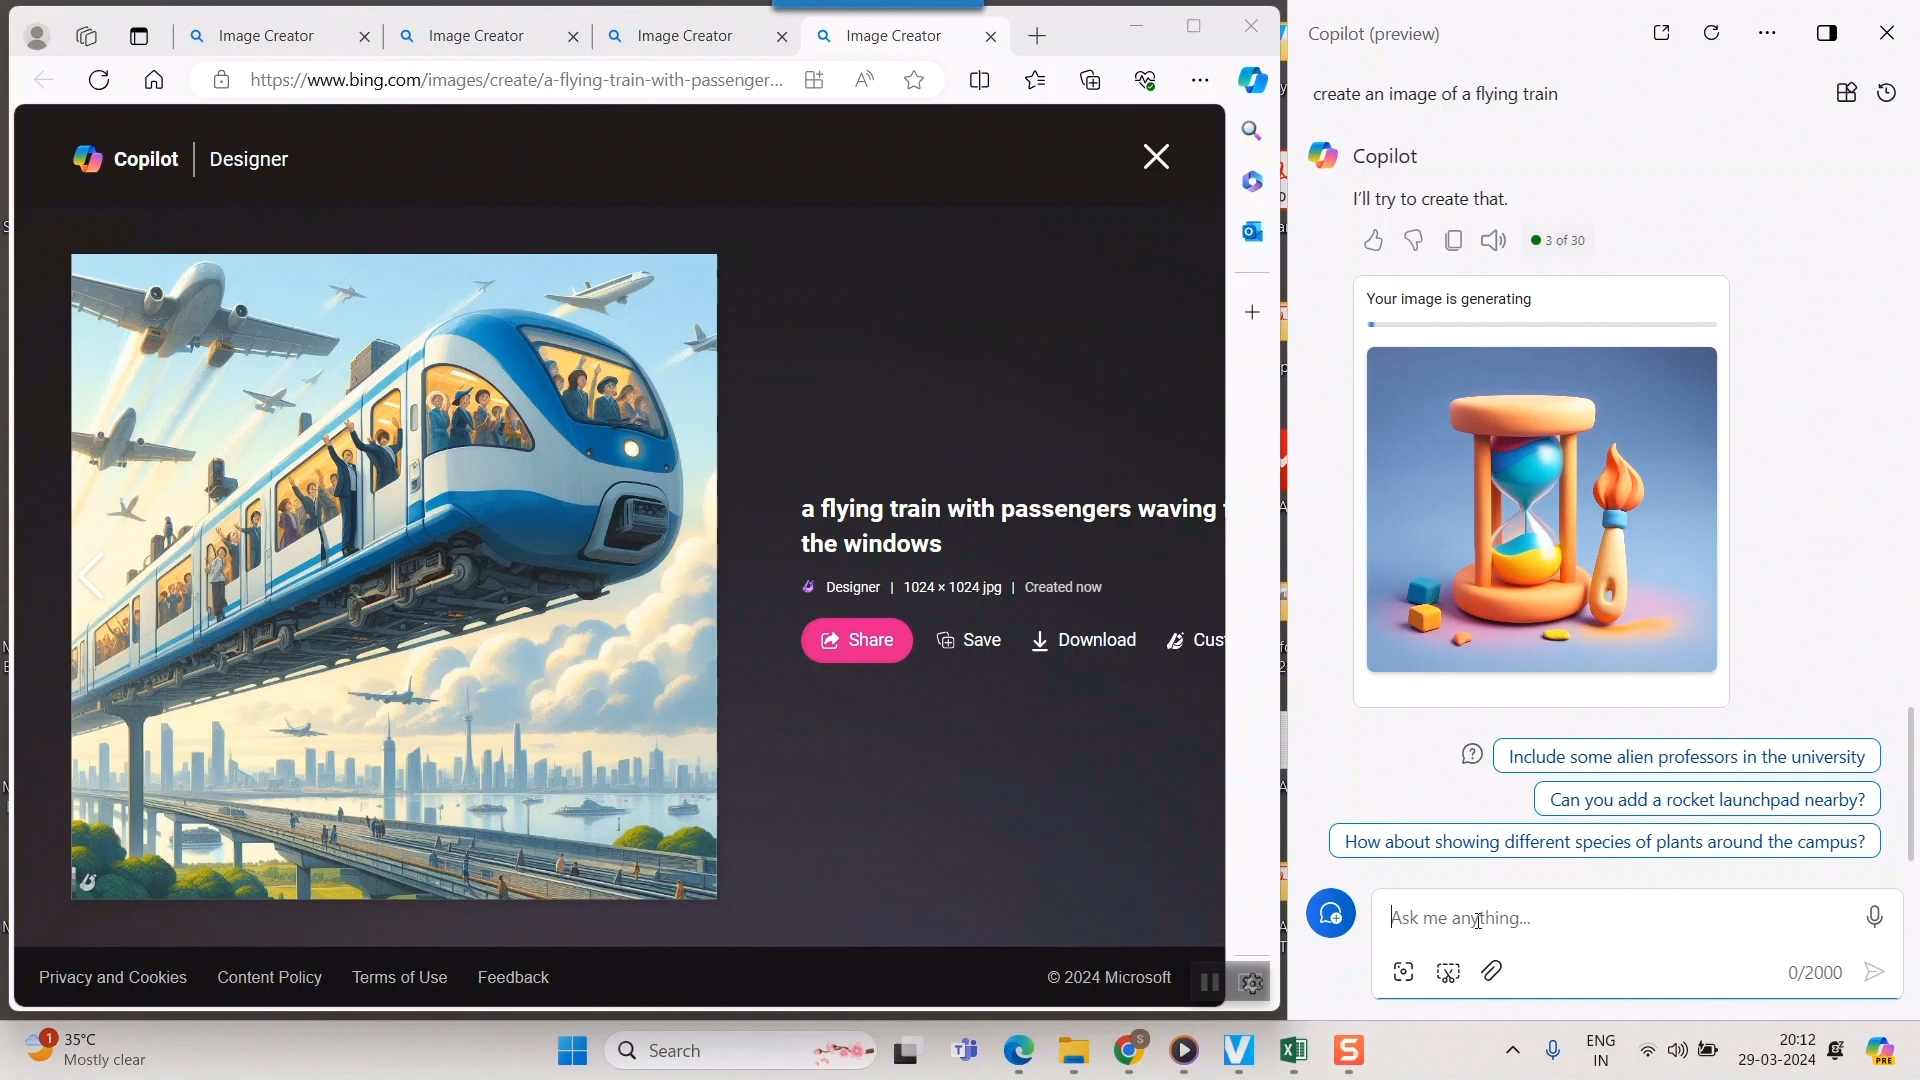 Image Creator
Image Creator
Image Creator
Image Creator
https://www.bing.com/images/create/a-flying-train-with-passenger...
Copilot
Designer
a flying train with passengers waving
the windows
Designer | 1024 × 1024 jpg | Created now
Share
Save
Download
Cus
Privacy and Cookies
Content Policy
Terms of Use
Feedback
© 2024 Microsoft
Copilot (preview)
create an image of a flying train
Copilot
I'll try to create that.
3 of 30
Your image is generating
Include some alien professors in the university
Can you add a rocket launchpad nearby?
How about showing different species of plants around the campus?
Ask me anything...
0/2000
1
35°C
Mostly clear
Search
S
PRE
ENG
IN
20:12
29-03-2024